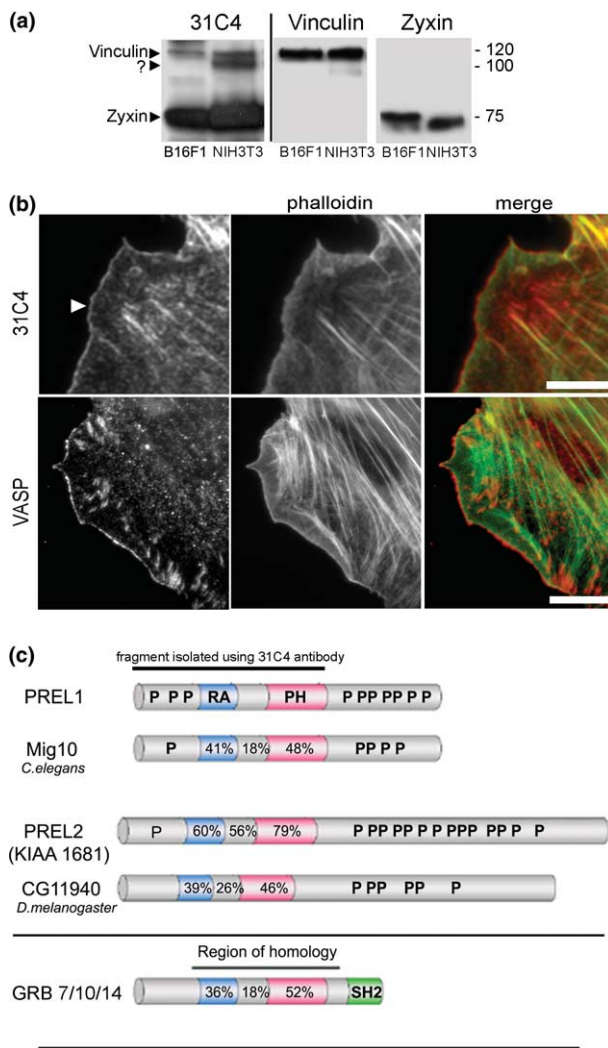 (a)
31C4 Vinculin Zyxin
Vinculin - 120
? - 100
Zyxin - 75
B16F1 NIH3T3 B16F1 NIH3T3 B16F1 NIH3T3
(b)
phalloidin merge
31C4
VASP
(c)
fragment isolated using 31C4 antibody
PREL1 P P P RA PH P PP PP P P
Mig10 P 41% 18% 48% PP P P
C.elegans
PREL2 P 60% 56% 79% P PP PP P PPP PP P P
(KIAA 1681)
CG11940 39% 26% 46% P PP PP P
D.melanogaster
Region of homology
GRB 7/10/14 36% 18% 52% SH2